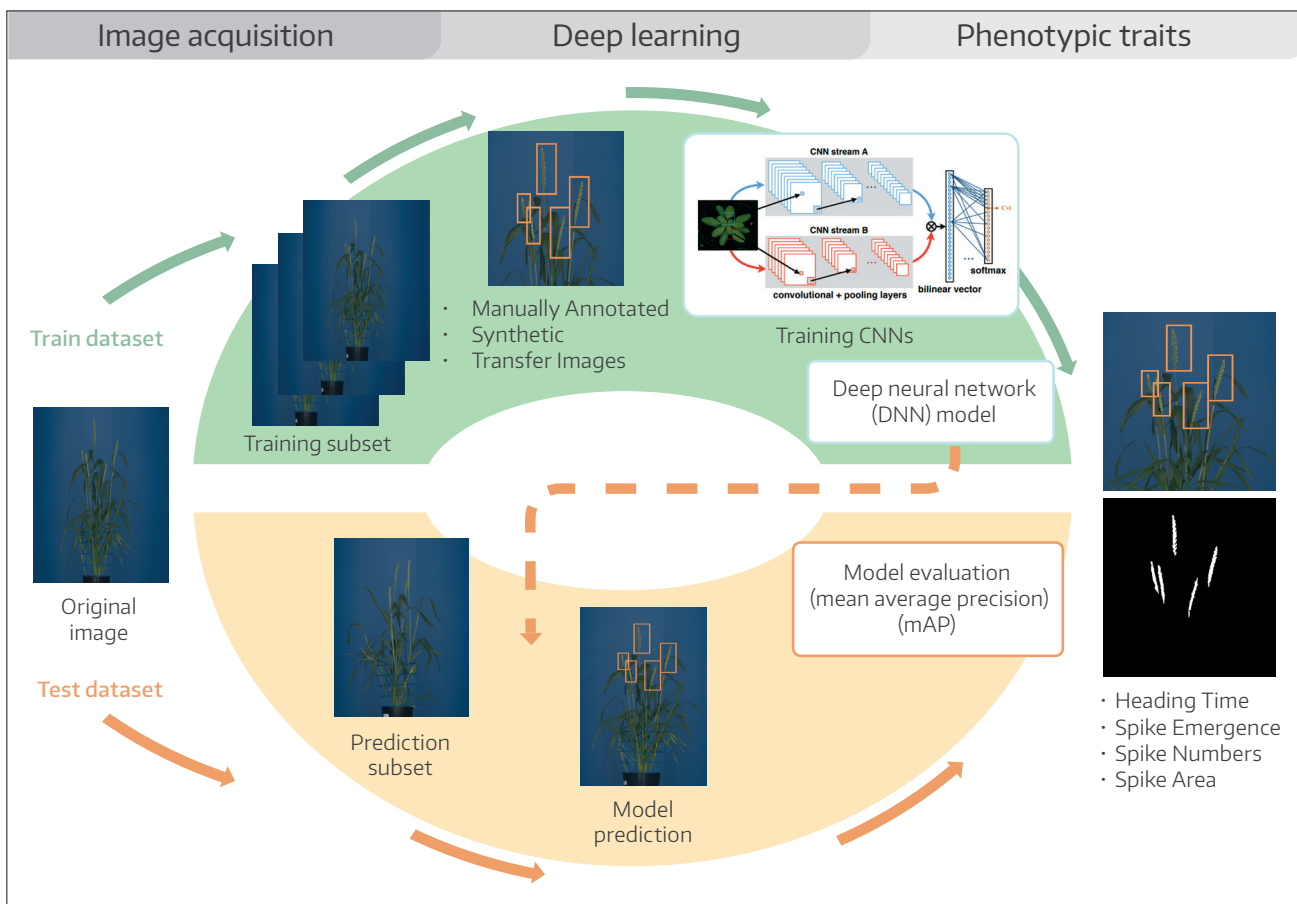 Image acquisition
Deep learning
Phenotypic traits
Train dataset
Original
image
Test dataset
Training subset
· Manually Annotated
· Synthetic
· Transfer Images
CNN stream A
...
CNN stream B
...
convolutional + pooling layers
bilinear vector
...
softmax
Cvi
Training CNNs
Deep neural network
(DNN) model
Prediction
subset
Model
prediction
Model evaluation
(mean average precision)
(mAP)
· Heading Time
· Spike Emergence
· Spike Numbers
· Spike Area